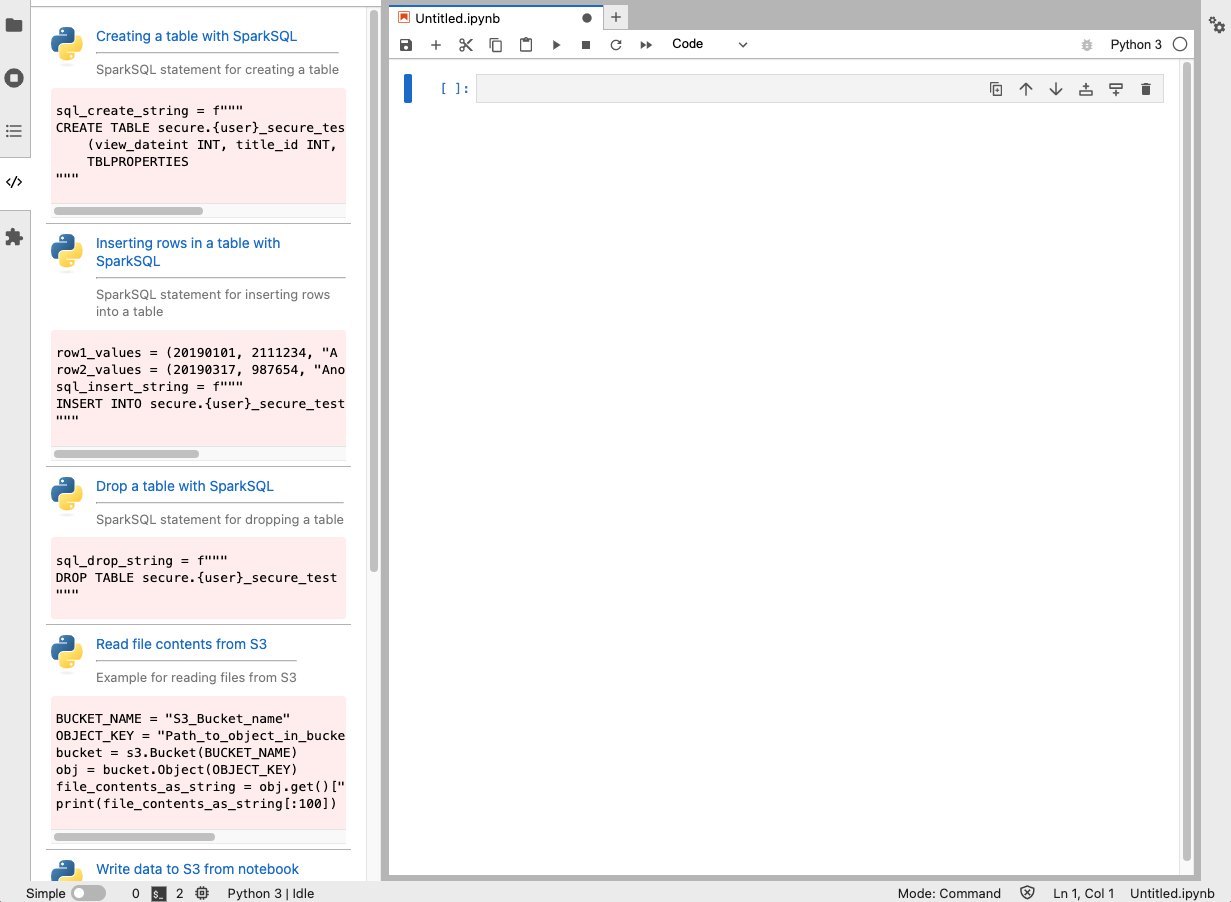 Creating a table with SparkSQL
SparkSQL statement for creating a table
sql_create_string = f"""
CREATE TABLE secure.{user}_secure_tes
(view_dateint INT, title_id INT,
TBLPROPERTIES
"""
Inserting rows in a table with
SparkSQL
SparkSQL statement for inserting rows
into a table
row1_values = (20190101, 2111234, "A
row2_values = (20190317, 987654, "Ano
sql_insert_string = f"""
INSERT INTO secure.{user}_secure_test
"""
Drop a table with SparkSQL
SparkSQL statement for dropping a table
sql_drop_string = f"""
DROP TABLE secure.{user}_secure_test
"""
Read file contents from S3
Example for reading files from S3
BUCKET_NAME = "S3_Bucket_name"
OBJECT_KEY = "Path_to_object_in_bucke
bucket = s3.Bucket(BUCKET_NAME)
obj = bucket.Object(OBJECT_KEY)
file_contents_as_string = obj.get()["
print(file_contents_as_string[:100])
Write data to S3 from notebook
Untitled.ipynb
Code
Python 3
[ ]:
Simple 0 $_ 2 Python 3 | Idle Mode: Command Ln 1, Col 1 Untitled.ipynb